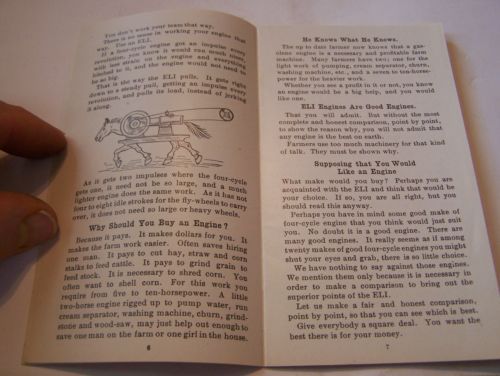 You don't work your team that way.
There is no sense in working your engine that
way. Use an ELI.
If a four-cycle engine got an impulse every
revolution, you know it would run much easier,
with less strain on the engine and everything
hitched to it, and the engine would not need to
be so big.
That is the way the ELI pulls. It gets right
down to a steady pull, getting an impulse every
revolution, and pulls its load, instead of jerking
it along.
As it gets two impulses where the four-cycle
gets one, it need not be so large, and a much
lighter engine does the same work. As it has not
four to eight idle strokes for the fly-wheels to carry
over, it does not need so large or heavy wheels.
Why Should You Buy an Engine?
Because it pays. It makes dollars for you. It
makes the farm work easier. Often saves hiring
one man. It pays to cut hay, straw and corn
stalks to feed cattle. It pays to grind grain to
feed stock. It is necessary to shred corn. You
often want to shell corn. For this work you
require from five to ten-horsepower. A little
two-horse engine rigged up to pump water, run
cream separator, washing machine, churn, grind-
stone and wood-saw, may just help out enough to
save one man on the farm or one girl in the house.
6
He Knows What He Knows.
The up to date farmer now knows that a gas-
olene engine is a necessary and profitable farm
machine. Many farmers have two; one for the
light work of pumping, cream separator, churn,
washing machine, etc., and a seven to ten-horse-
power for the heavier work.
Whether you see a profit in it or not, you know
an engine would be a big help, and you would
like one.
ELI Engines Are Good Engines.
That you will admit. But without the most
complete and honest comparison, point by point,
to show the reason why, you will not admit that
any engine is the best on earth.
Farmers use too much machinery for that kind
of talk. They must be shown why.
Supposing that You Would
Like an Engine
What make would you buy? Perhaps you are
acquainted with the ELI and think that would be
your choice. If so, you are all right, but you
should read this anyway.
Perhaps you have in mind some good make of
four-cycle engine that you think would just suit
you. No doubt it is a good engine. There are
many good engines. It really seems as if among
twenty makes of good four-cycle engines you might
shut your eyes and grab, there is so little choice.
We have nothing to say against those engines.
We mention them only because it is necessary in
order to make a comparison to bring out the
superior points of the ELI.
Let us make a fair and honest comparison,
point by point, so that you can see which is best.
Give everybody a square deal. You want the
best there is for your money.
7